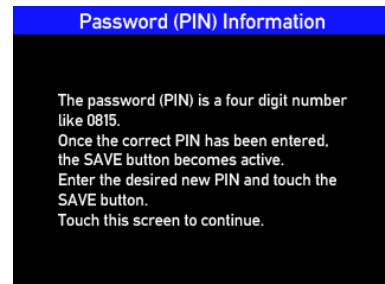 Password (PIN) Information
The password (PIN) is a four digit number
like 0815.
Once the correct PIN has been entered,
the SAVE button becomes active.
Enter the desired new PIN and touch the
SAVE button.
Touch this screen to continue.